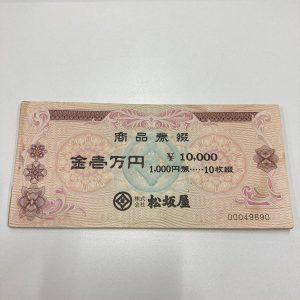 商品券綴
金壱万円 ¥10,000
1,000円券……10枚綴
株式会社 松坂屋
00049890